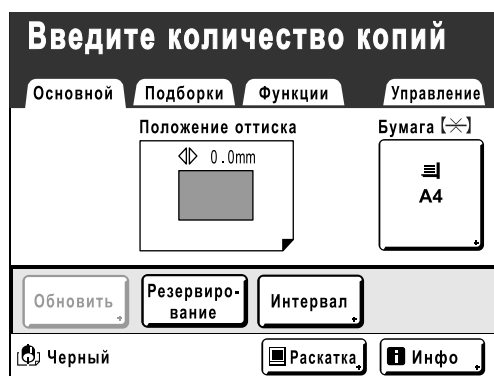 Введите количество копий
Основной Подборки Функции Управление
Положение оттиска
Бумага
0.0mm
A4
Обновить
Резервиро-
вание
Интервал
Черный
Раскатка
Инфо